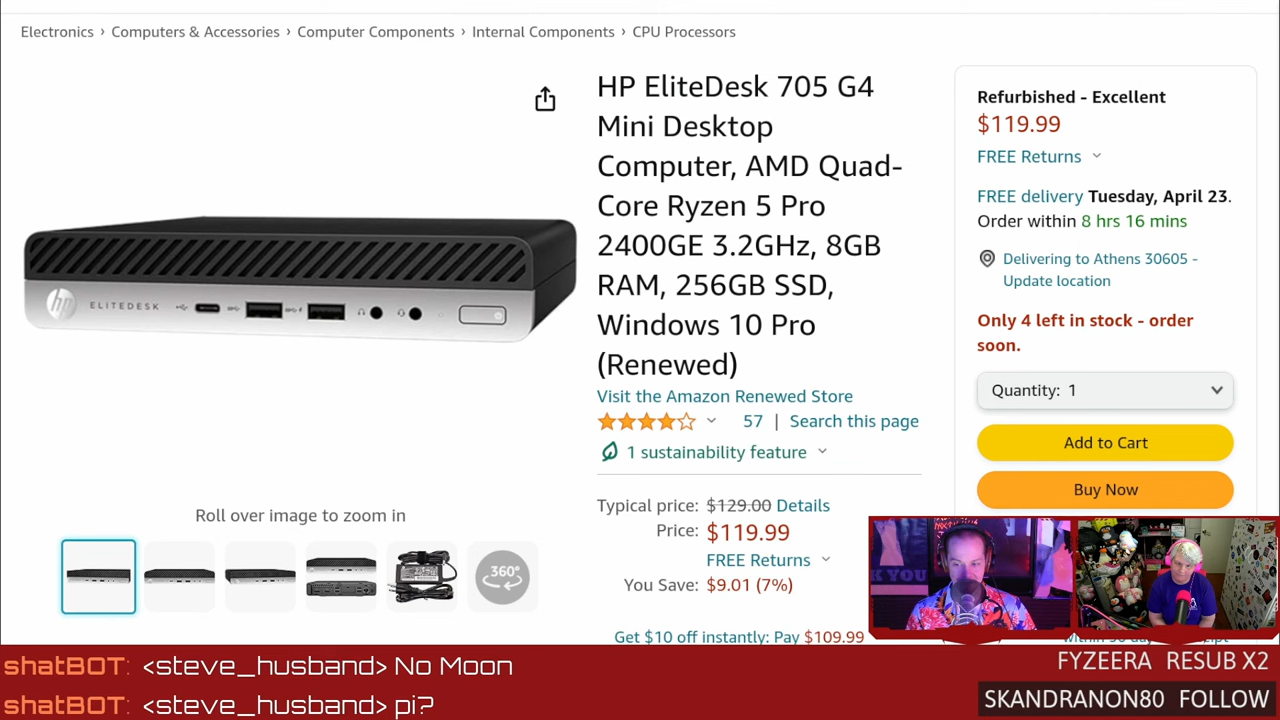 Electronics › Computers & Accessories › Computer Components › Internal Components › CPU Processors
HP EliteDesk 705 G4
Mini Desktop
Computer, AMD Quad-
Core Ryzen 5 Pro
2400GE 3.2GHz, 8GB
RAM, 256GB SSD,
Windows 10 Pro
(Renewed)
Visit the Amazon Renewed Store
57 | Search this page
1 sustainability feature
Typical price: $129.00 Details
Price: $119.99
FREE Returns
You Save: $9.01 (7%)
Get $10 off instantly: Pay $109.99
hp ELITEDESK
Roll over image to zoom in
360°
Refurbished - Excellent
$119.99
FREE Returns
FREE delivery Tuesday, April 23.
Order within 8 hrs 16 mins
Delivering to Athens 30605 -
Update location
Only 4 left in stock - order
soon.
Quantity: 1
Add to Cart
Buy Now
K YOU
shatBOT: <steve_husband> No Moon
shatBOT: <steve_husband> pi?
FYZEERA RESUB X2
SKANDRANON80 FOLLOW